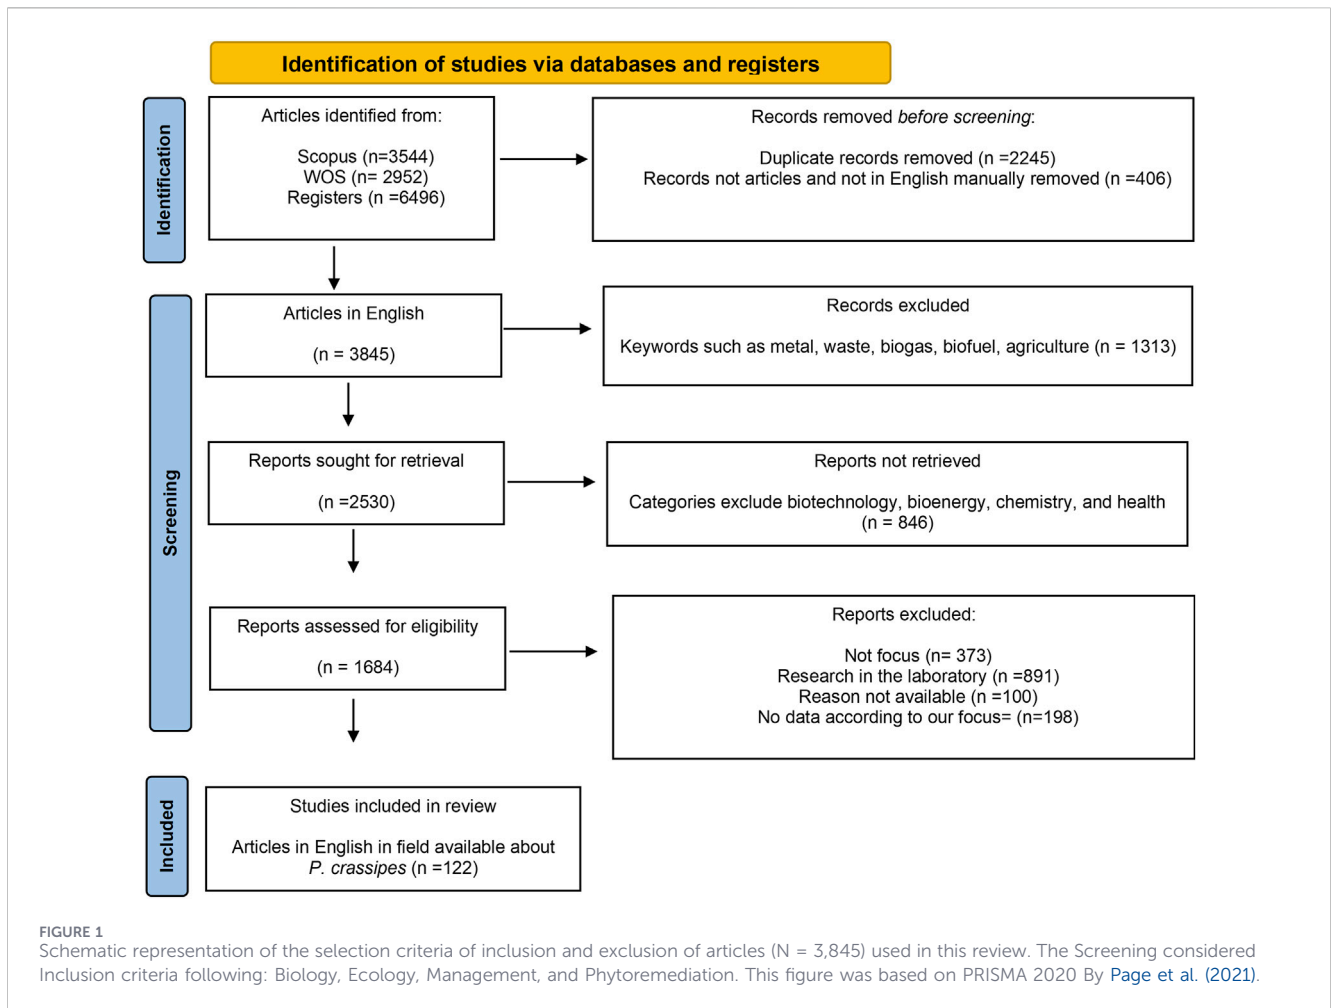 Identification of studies via databases and registers
Identification
Articles identified from:
Scopus (n=3544)
WOS (n= 2952)
Registers (n =6496)
Records removed before screening:
Duplicate records removed (n =2245)
Records not articles and not in English manually removed (n =406)
Screening
Articles in English
(n = 3845)
Records excluded
Keywords such as metal, waste, biogas, biofuel, agriculture (n = 1313)
Reports sought for retrieval
(n =2530)
Reports not retrieved
Categories exclude biotechnology, bioenergy, chemistry, and health
(n = 846)
Reports assessed for eligibility
(n = 1684)
Reports excluded:
Not focus (n= 373)
Research in the laboratory (n =891)
Reason not available (n =100)
No data according to our focus= (n=198)
Included
Studies included in review
Articles in English in field available about
P. crassipes (n =122)
FIGURE 1
Schematic representation of the selection criteria of inclusion and exclusion of articles (N = 3,845) used in this review. The Screening considered
Inclusion criteria following: Biology, Ecology, Management, and Phytoremediation. This figure was based on PRISMA 2020 By Page et al. (2021).